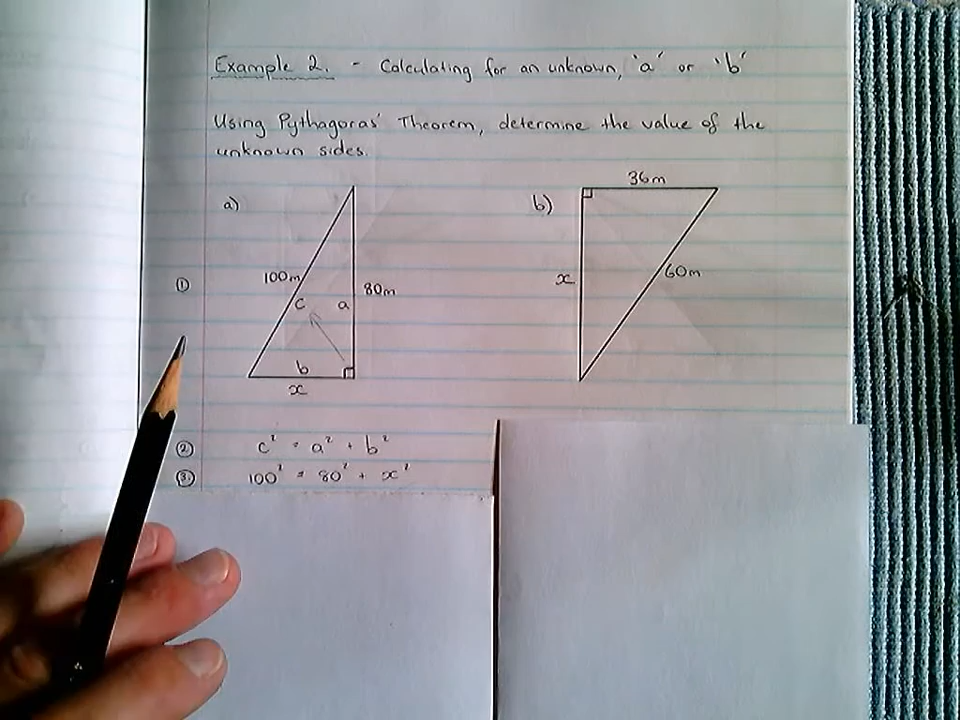 Example 2. - Calculating for an unknown, 'a' or 'b'
Using Pythagoras' Theorem, determine the value of the
unknown sides.
a)
100m
c
a
80m
b
x
b)
36m
x
60m
①
② c² = a² + b²
③ 100² = 80² + x²